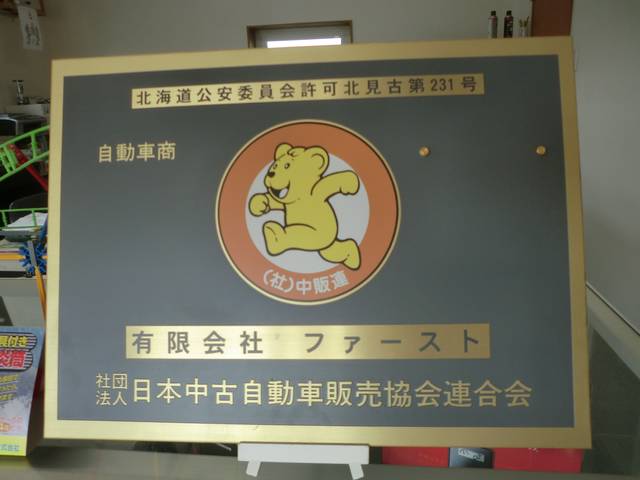 北海道公安委員会許可北見古第231号
自動車商
(社)中販連
有限会社 ファースト
社団法人 日本中古自動車販売協会連合会